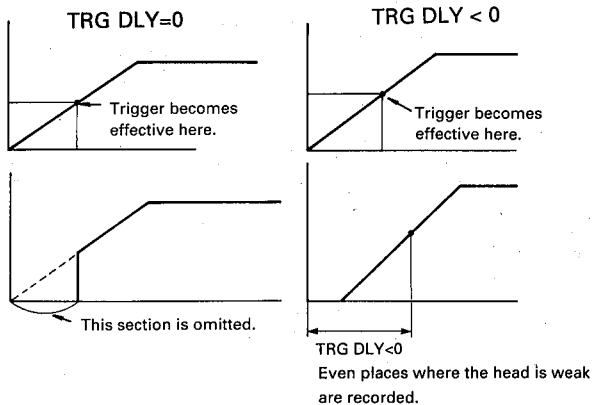 TRG DLY=0
TRG DLY < 0
Trigger becomes
effective here.
Trigger becomes
effective here.
This section is omitted.
TRG DLY<0
Even places where the head is weak
are recorded.